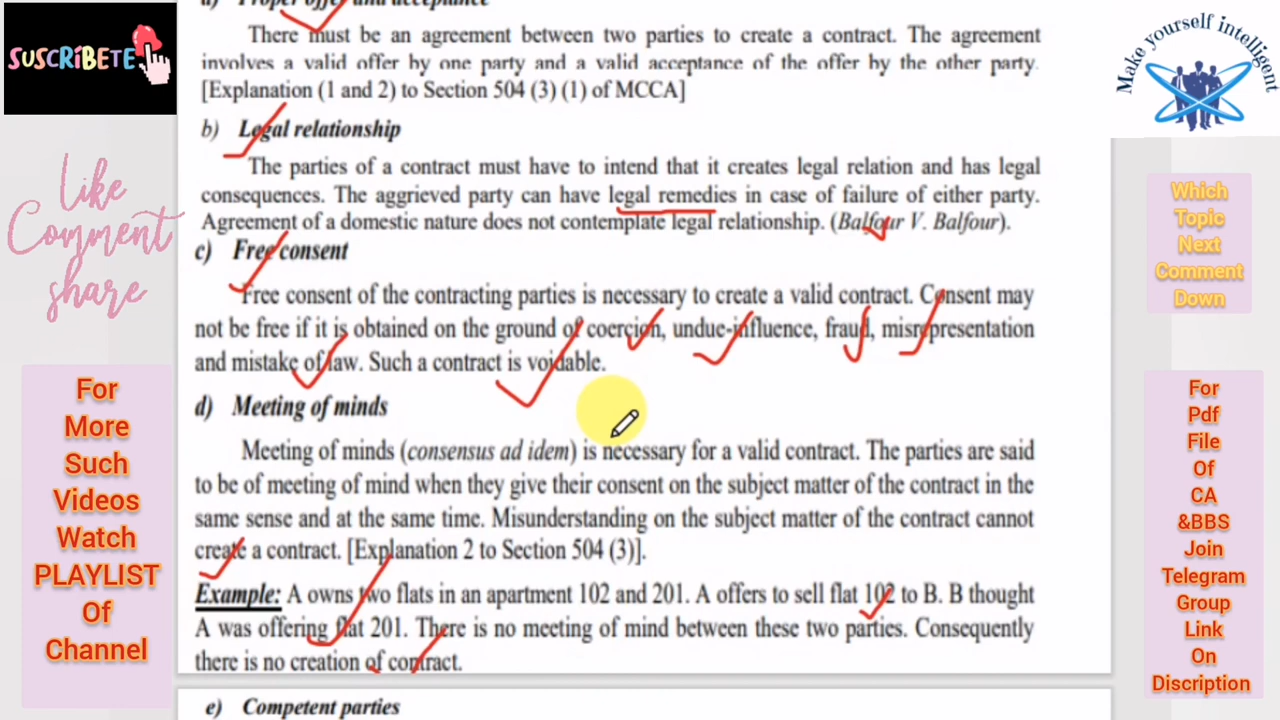 a) Proper offer and acceptance
There must be an agreement between two parties to create a contract. The agreement
involves a valid offer by one party and a valid acceptance of the offer by the other party.
[Explanation (1 and 2) to Section 504 (3) (1) of MCCA]
b) Legal relationship
The parties of a contract must have to intend that it creates legal relation and has legal
consequences. The aggrieved party can have legal remedies in case of failure of either party.
Agreement of a domestic nature does not contemplate legal relationship. (Balfour V. Balfour).
c) Free consent
Free consent of the contracting parties is necessary to create a valid contract. Consent may
not be free if it is obtained on the ground of coercion, undue-influence, fraud, misrepresentation
and mistake of law. Such a contract is voidable.
d) Meeting of minds
Meeting of minds (consensus ad idem) is necessary for a valid contract. The parties are said
to be of meeting of mind when they give their consent on the subject matter of the contract in the
same sense and at the same time. Misunderstanding on the subject matter of the contract cannot
create a contract. [Explanation 2 to Section 504 (3)].
Example: A owns two flats in an apartment 102 and 201. A offers to sell flat 102 to B. B thought
A was offering flat 201. There is no meeting of mind between these two parties. Consequently
there is no creation of contract.
e) Competent parties
SUSCRÍBETE
like
Comment
share
For
More
Such
Videos
Watch
PLAYLIST
Of
Channel
Make yourself intelligent
Which
Topic
Next
Comment
Down
For
Pdf
File
Of
CA
&BBS
Join
Telegram
Group
Link
On
Discription